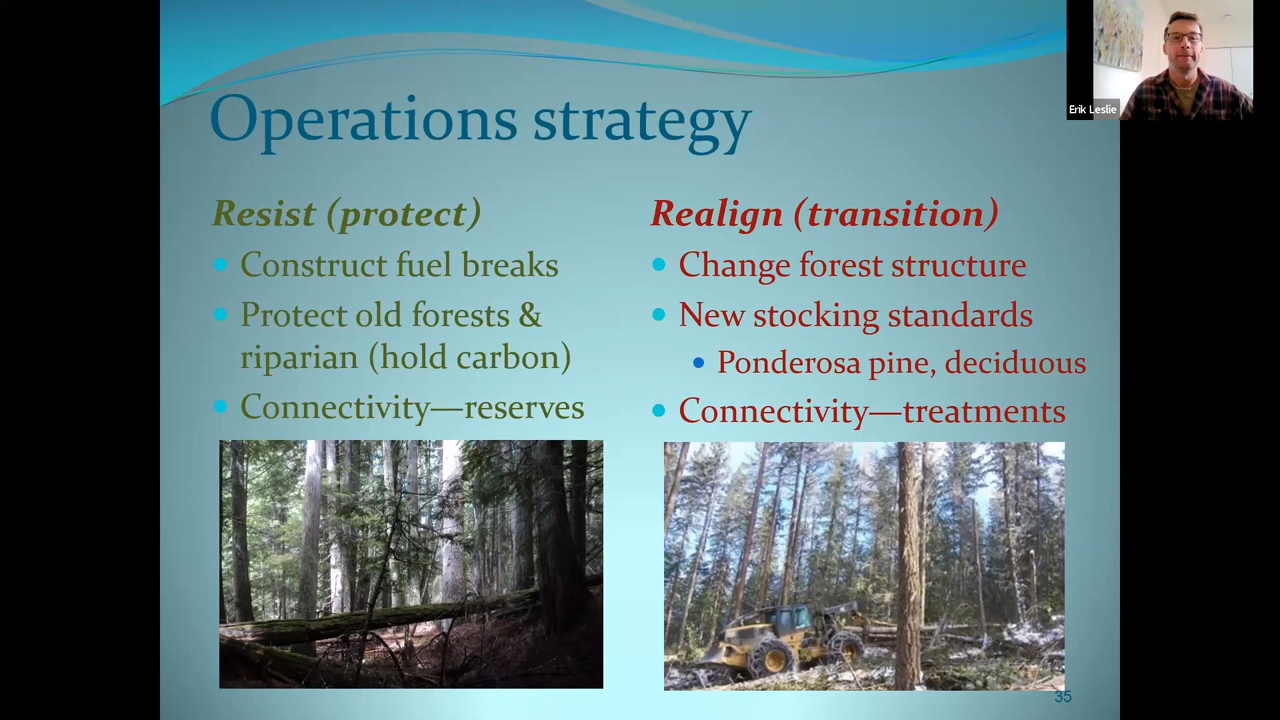 Operations strategy
Resist (protect)
Construct fuel breaks
Protect old forests &
riparian (hold carbon)
Connectivity—reserves
Realign (transition)
Change forest structure
New stocking standards
Ponderosa pine, deciduous
Connectivity—treatments
35
Erik Leslie